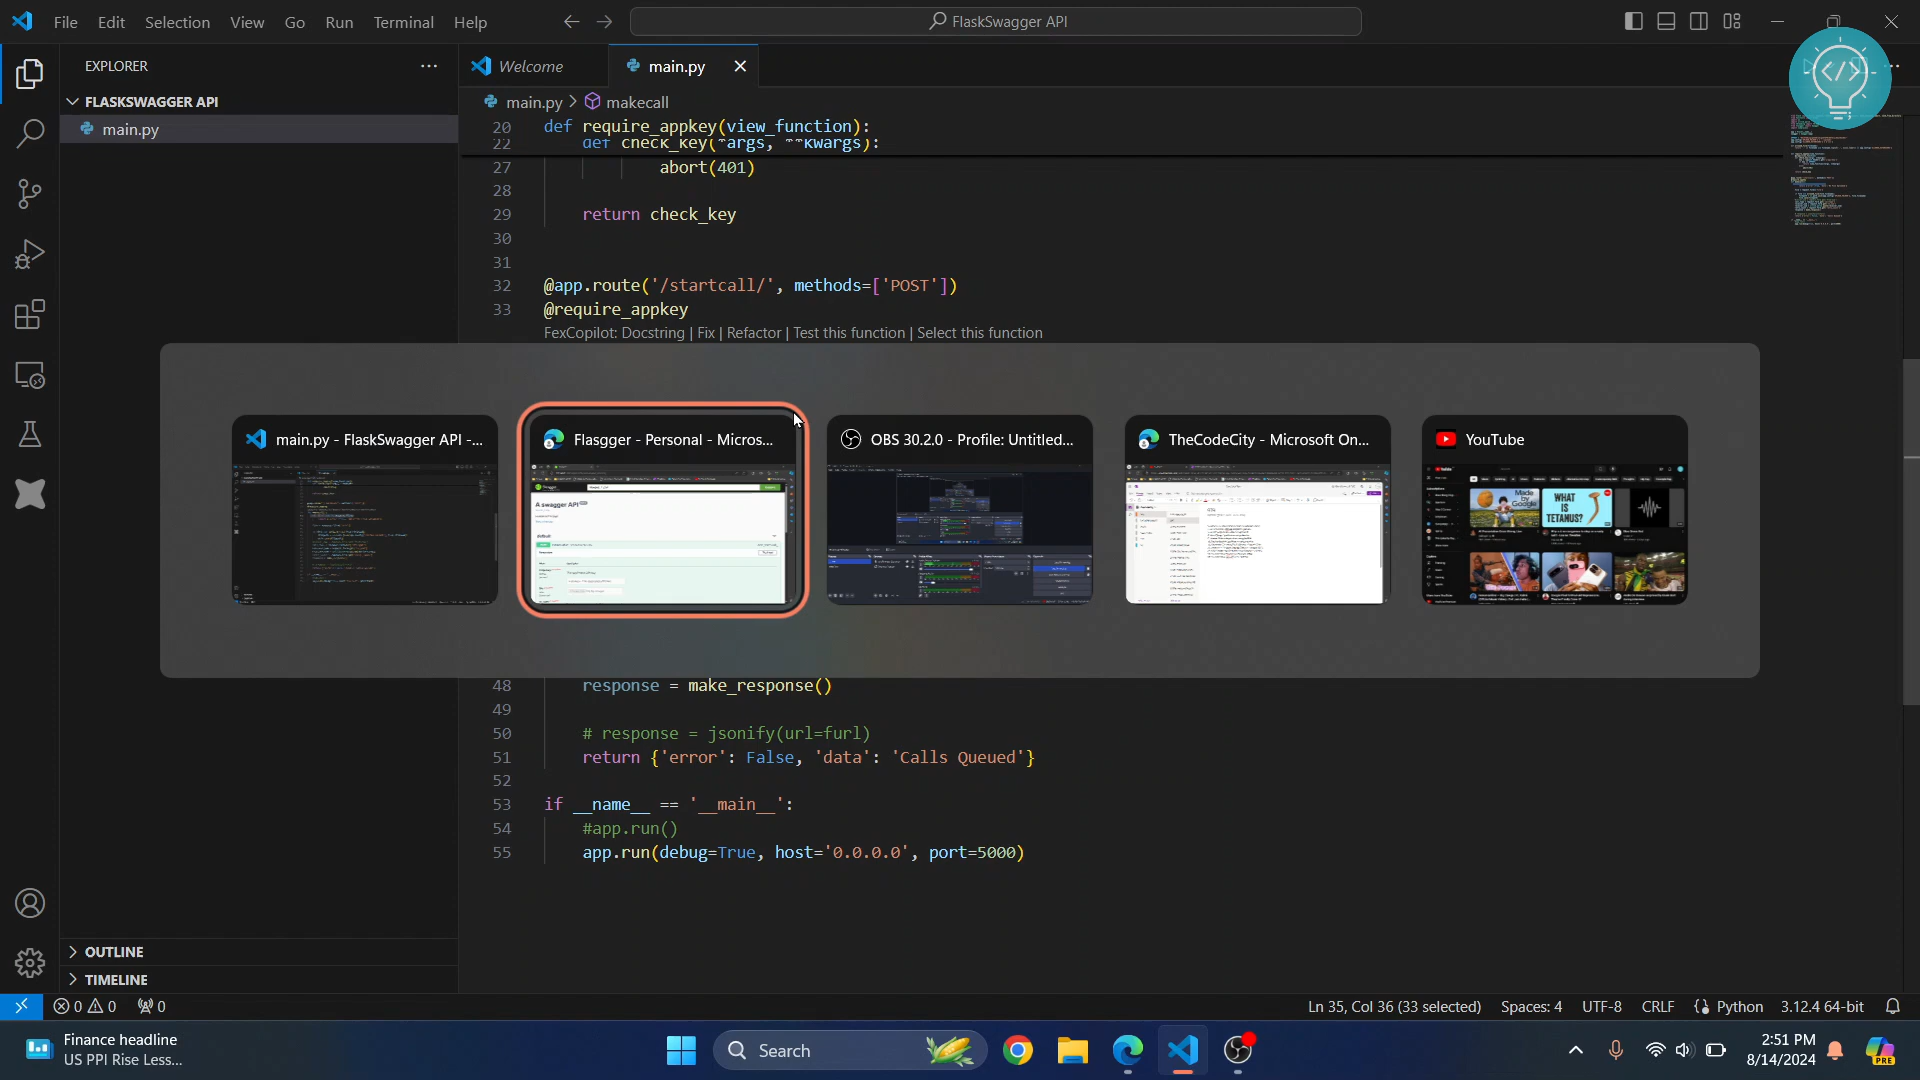 File Edit Selection View Go Run Terminal Help
FlaskSwagger API
EXPLORER
FLASKSWAGGER API
main.py
Welcome
main.py
main.py > makecall
20 def require_appkey(view_function):
22 def check_key(*args, **kwargs):
27 abort(401)
28
29 return check_key
30
31
32 @app.route('/startcall/', methods=['POST'])
33 @require_appkey
FexCopilot: Docstring | Fix | Refactor | Test this function | Select this function
main.py - FlaskSwagger API -...
Flasgger - Personal - Micros...
OBS 30.2.0 - Profile: Untitled...
TheCodeCity - Microsoft On...
YouTube
A swagger API
48 response = make_response()
49
50 # response = jsonify(url=furl)
51 return {'error': False, 'data': 'Calls Queued'}
52
53 if __name__ == '__main__':
54 #app.run()
55 app.run(debug=True, host='0.0.0.0', port=5000)
OUTLINE
TIMELINE
0 0 0
Ln 35, Col 36 (33 selected) Spaces: 4 UTF-8 CRLF Python 3.12.4 64-bit
Finance headline
US PPI Rise Less...
Search
2:51 PM
8/14/2024
PRE